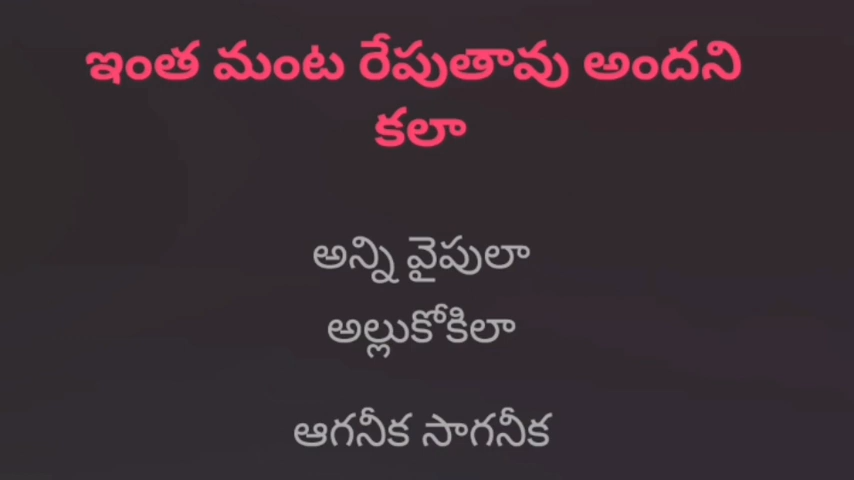 ఇంత మంట రేపుతావు అందని
కలా
అన్ని వైపులా
అల్లుకోకిలా
ఆగనీక సాగనీక